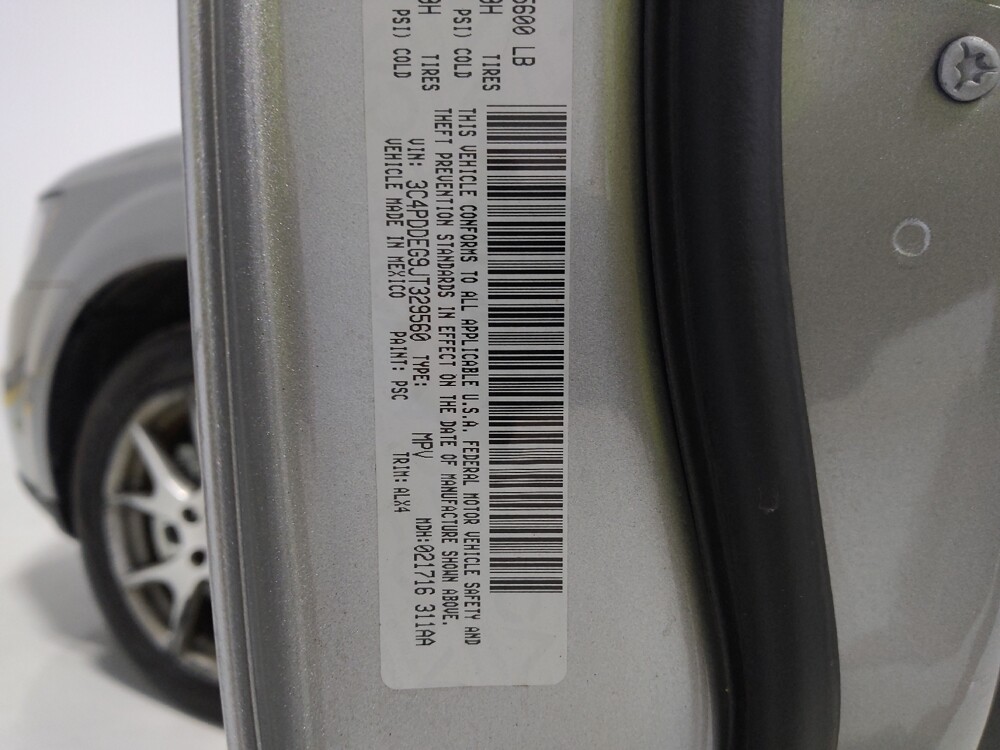 5600 LB
TIRES
PSI) COLD
TIRES
PSI) COLD
THIS VEHICLE CONFORMS TO ALL APPLICABLE U.S.A. FEDERAL MOTOR VEHICLE SAFETY AND
THEFT PREVENTION STANDARDS IN EFFECT ON THE DATE OF MANUFACTURE SHOWN ABOVE.
VIN: 3C4PDDEG9JT329560 TYPE: MPV MDH:021716 311AA
VEHICLE MADE IN MEXICO PAINT: PSC TRIM:ALX4